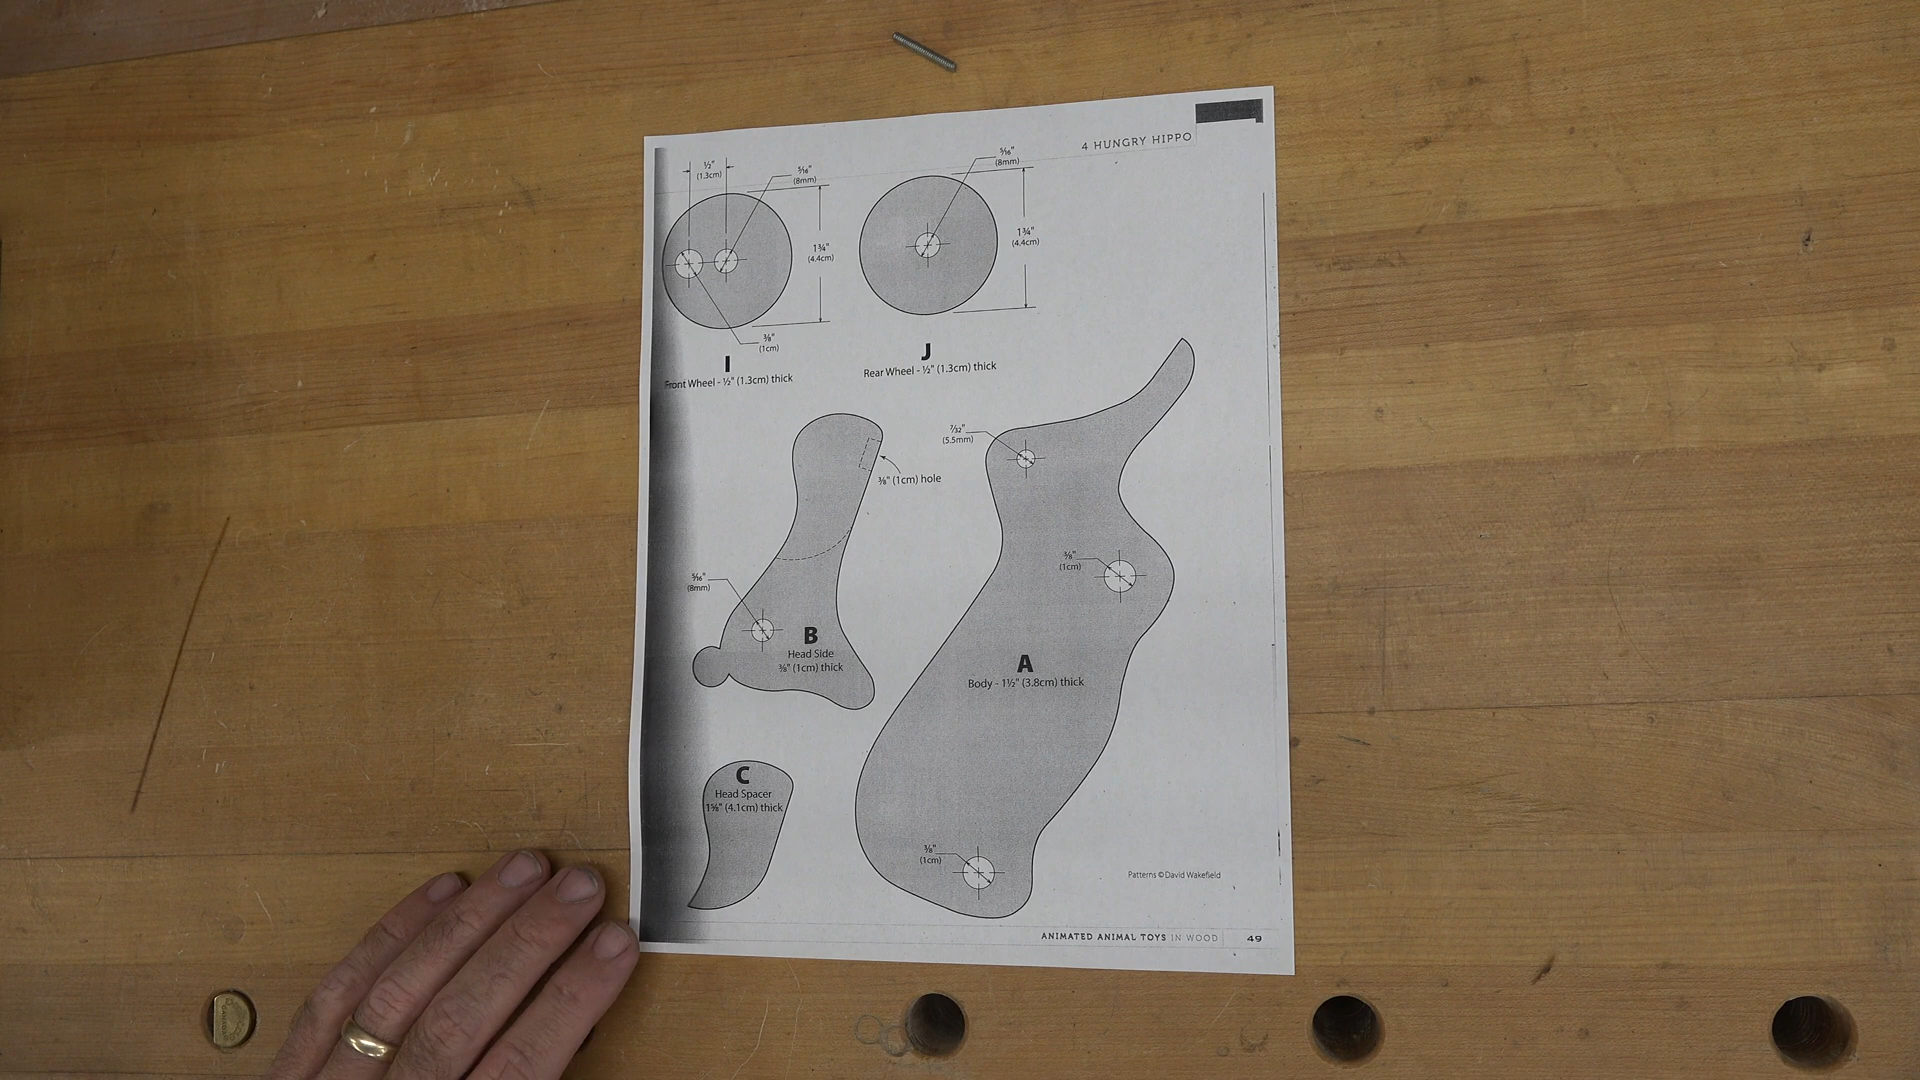 4 HUNGRY HIPPO
½"
(1.3cm)
5/16"
(8mm)
1¾"
(4.4cm)
⅜"
(1cm)
I
Front Wheel - ½" (1.3cm) thick
5/16"
(8mm)
1¾"
(4.4cm)
J
Rear Wheel - ½" (1.3cm) thick
⅜" (1cm) hole
5/16"
(8mm)
B
Head Side
⅜" (1cm) thick
7/32"
(5.5mm)
⅜"
(1cm)
A
Body - 1½" (3.8cm) thick
⅜"
(1cm)
C
Head Spacer
1⅝" (4.1cm) thick
Patterns © David Wakefield
ANIMATED ANIMAL TOYS IN WOOD 49